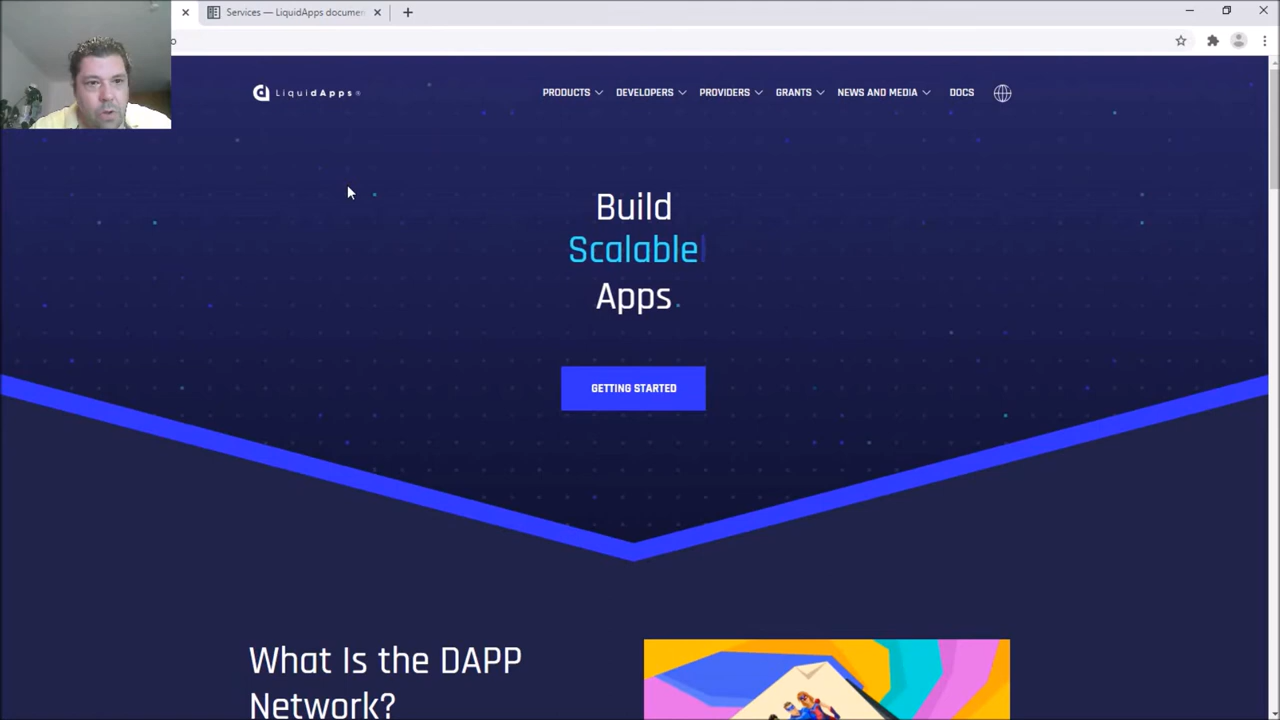 Services — LiquidApps documen
LiquidApps
PRODUCTS
DEVELOPERS
PROVIDERS
GRANTS
NEWS AND MEDIA
DOCS
Build
Scalable
Apps.
GETTING STARTED
What Is the DAPP
Network?